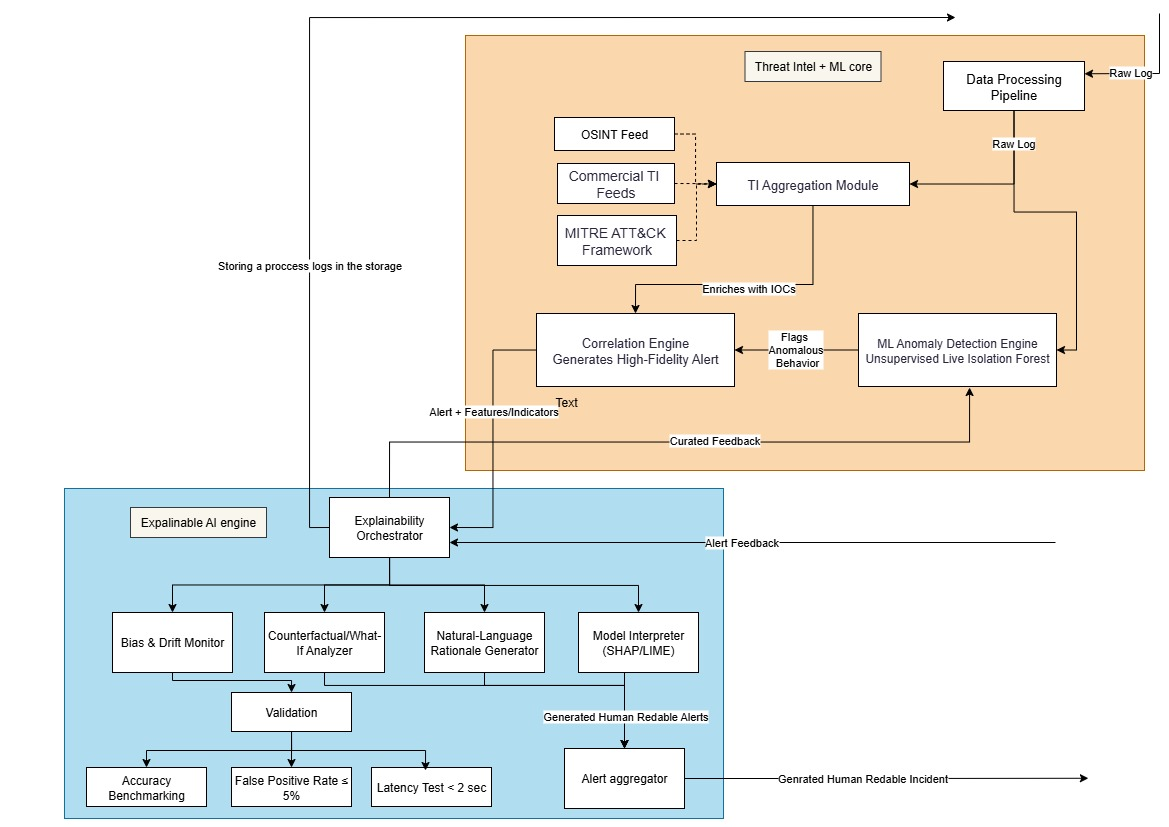 Threat Intel + ML core
Raw Log
Data Processing
Pipeline
OSINT Feed
Raw Log
Commercial TI
Feeds
TI Aggregation Module
MITRE ATT&CK
Framework
Storing a proccess logs in the storage
Enriches with IOCs
Correlation Engine
Generates High-Fidelity Alert
Flags
Anomalous
Behavior
ML Anomaly Detection Engine
Unsupervised Live Isolation Forest
Text
Alert + Features/Indicators
Curated Feedback
Expalinable AI engine
Explainability
Orchestrator
Alert Feedback
Bias & Drift Monitor
Counterfactual/What-
If Analyzer
Natural-Language
Rationale Generator
Model Interpreter
(SHAP/LIME)
Validation
Generated Human Redable Alerts
Accuracy
Benchmarking
False Positive Rate ≤
5%
Latency Test < 2 sec
Alert aggregator
Genrated Human Redable Incident